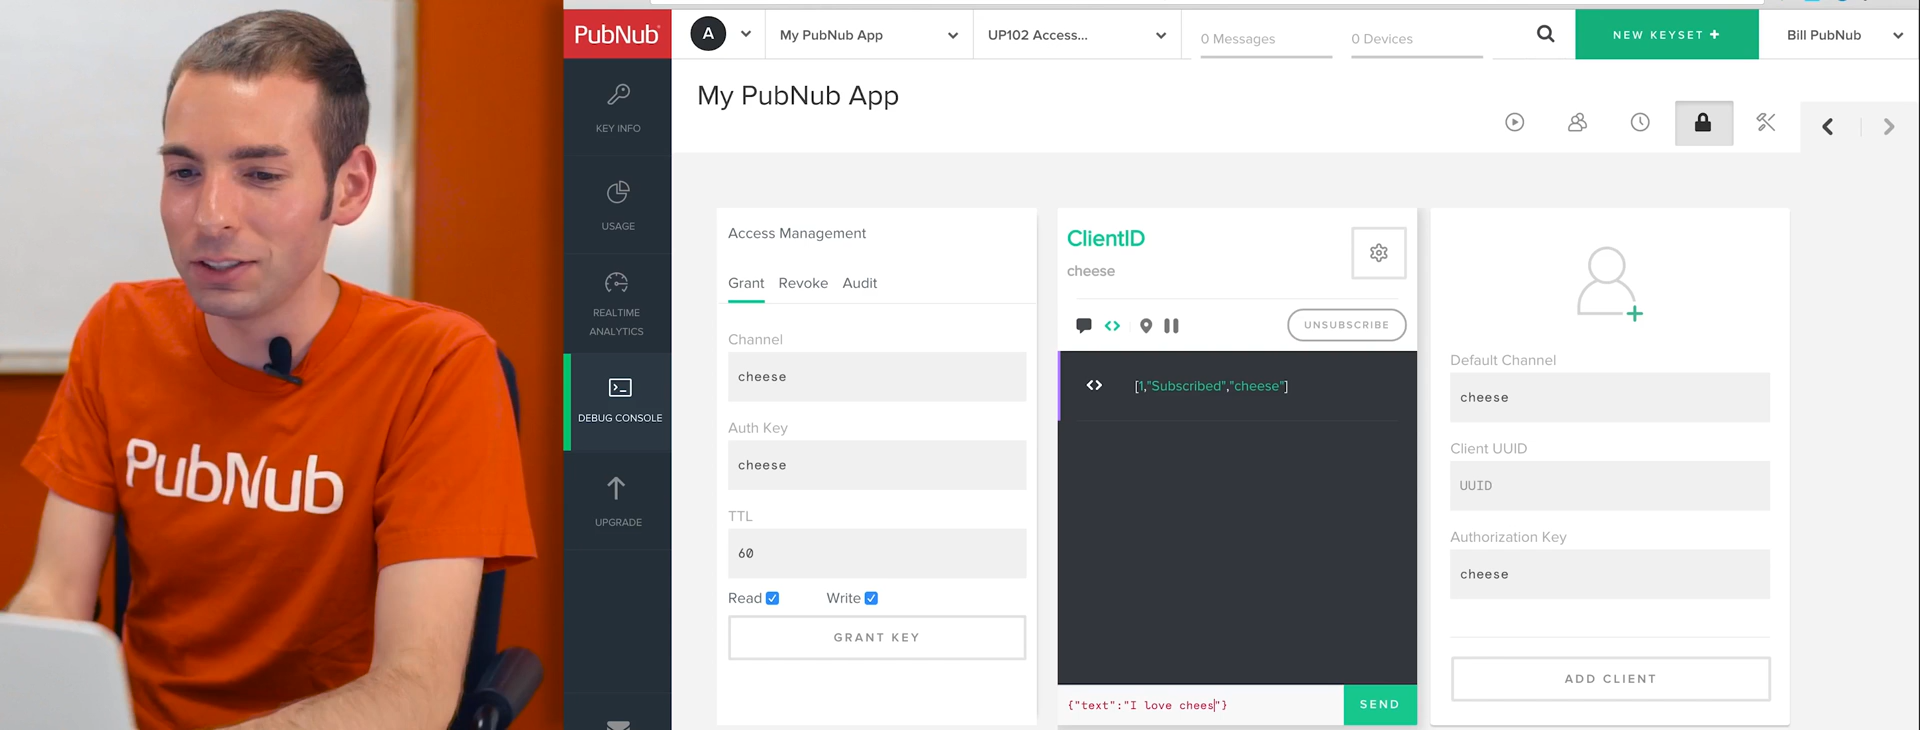 PubNub
PubNub
A
My PubNub App
UP102 Access...
0 Messages
0 Devices
NEW KEYSET +
Bill PubNub
KEY INFO
USAGE
REALTIME
ANALYTICS
DEBUG CONSOLE
UPGRADE
My PubNub App
Access Management
Grant Revoke Audit
Channel
cheese
Auth Key
cheese
TTL
60
Read
Write
GRANT KEY
ClientID
cheese
UNSUBSCRIBE
<> [1,"Subscribed","cheese"]
{"text":"I love chees"}
SEND
Default Channel
cheese
Client UUID
UUID
Authorization Key
cheese
ADD CLIENT